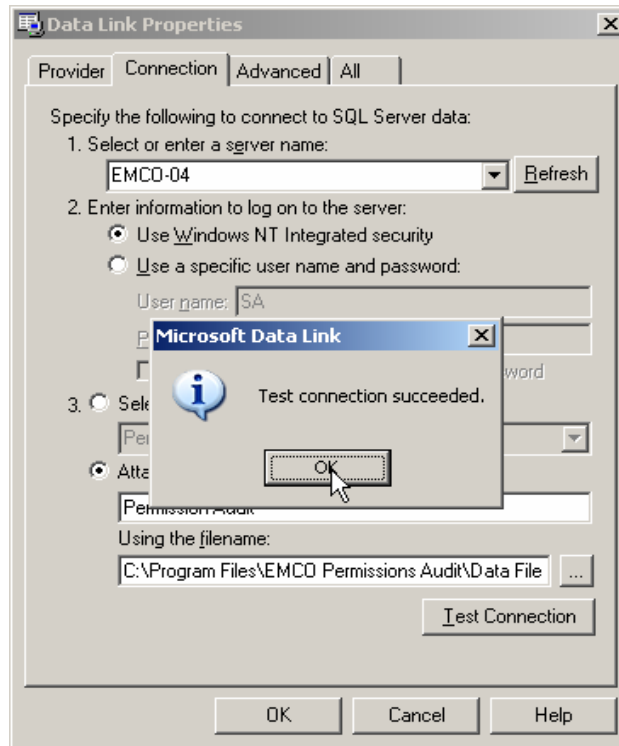 Data Link Properties
Provider Connection Advanced All
Specify the following to connect to SQL Server data:
1. Select or enter a server name:
EMCO-04 Refresh
2. Enter information to log on to the server:
Use Windows NT Integrated security
Use a specific user name and password:
User name: SA
Microsoft Data Link
Test connection succeeded.
OK
3.
Permission Audit
Using the filename:
C:\Program Files\EMCO Permissions Audit\Data File ...
Test Connection
OK Cancel Help